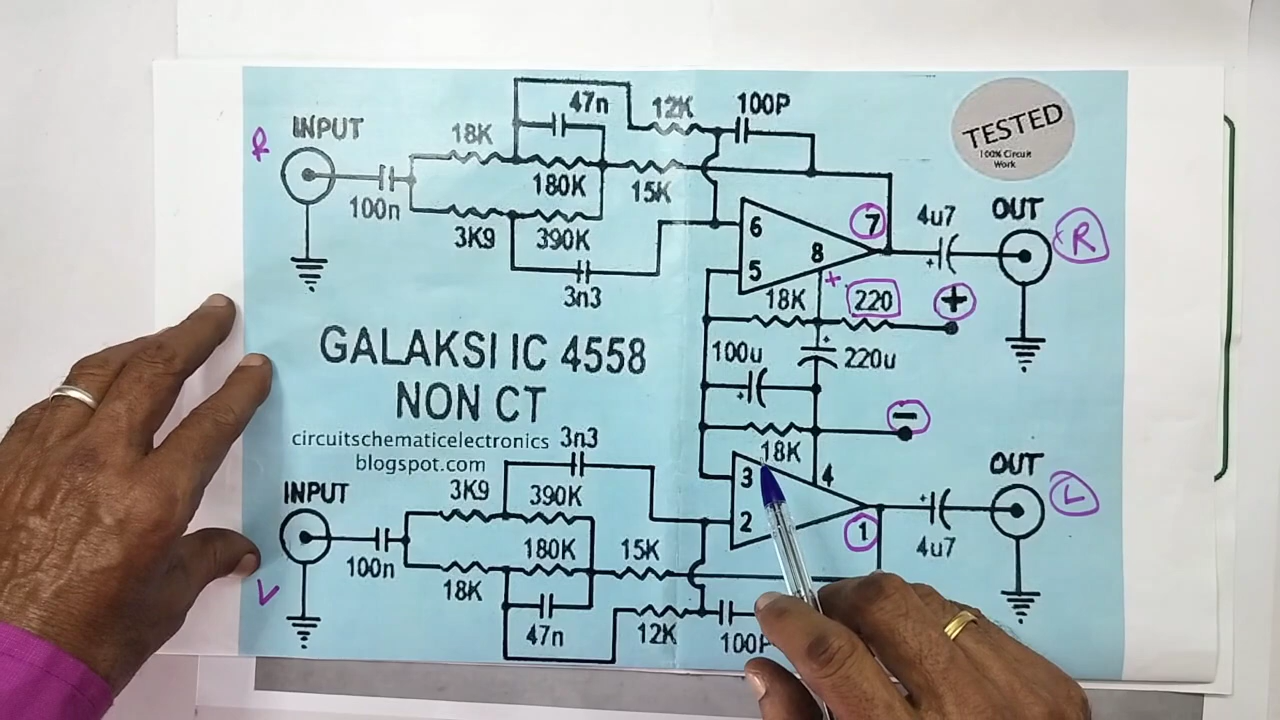 R
INPUT
100n
18K
47n
180K
3K9
390K
3n3
12K
15K
100P
6
5
8
7
+
4u7
+
OUT
R
TESTED
100% Circuit
Work
18K
220
+
+
220u
100u
+
18K
−
GALAKSI IC 4558
NON CT
circuitschematicelectronics
blogspot.com
INPUT
L
100n
3K9
390K
3n3
180K
18K
47n
15K
12K
100P
3
2
4
1
+
4u7
OUT
L